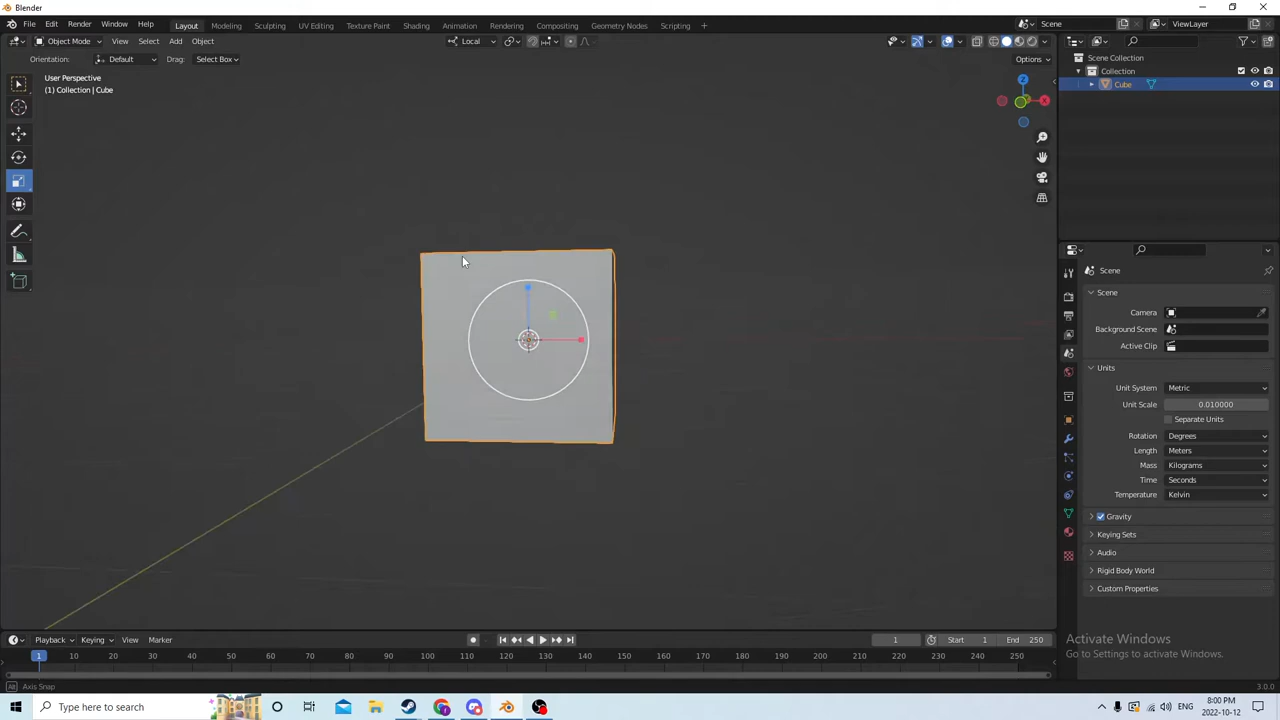 Blender
File Edit Render Window Help Layout Modeling Sculpting UV Editing Texture Paint Shading Animation Rendering Compositing Geometry Nodes Scripting + Scene ViewLayer
Object Mode View Select Add Object Local
Orientation: Default Drag: Select Box Options
User Perspective
(1) Collection | Cube
Z
X
Scene Collection
Collection
Cube
Scene
Scene
Camera
Background Scene
Active Clip
Units
Unit System Metric
Unit Scale 0.010000
Separate Units
Rotation Degrees
Length Meters
Mass Kilograms
Time Seconds
Temperature Kelvin
Gravity
Keying Sets
Audio
Rigid Body World
Custom Properties
Playback Keying View Marker 1 Start 1 End 250
1 10 20 30 40 50 60 70 80 90 100 110 120 130 140 150 160 170 180 190 200 210 220 230 240 250
Activate Windows
Go to Settings to activate Windows.
Axis Snap 3.0.0
Type here to search
ENG
8:00 PM
2022-10-12